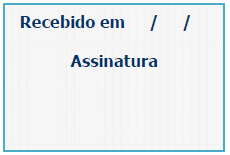 Recebido em / /
Assinatura